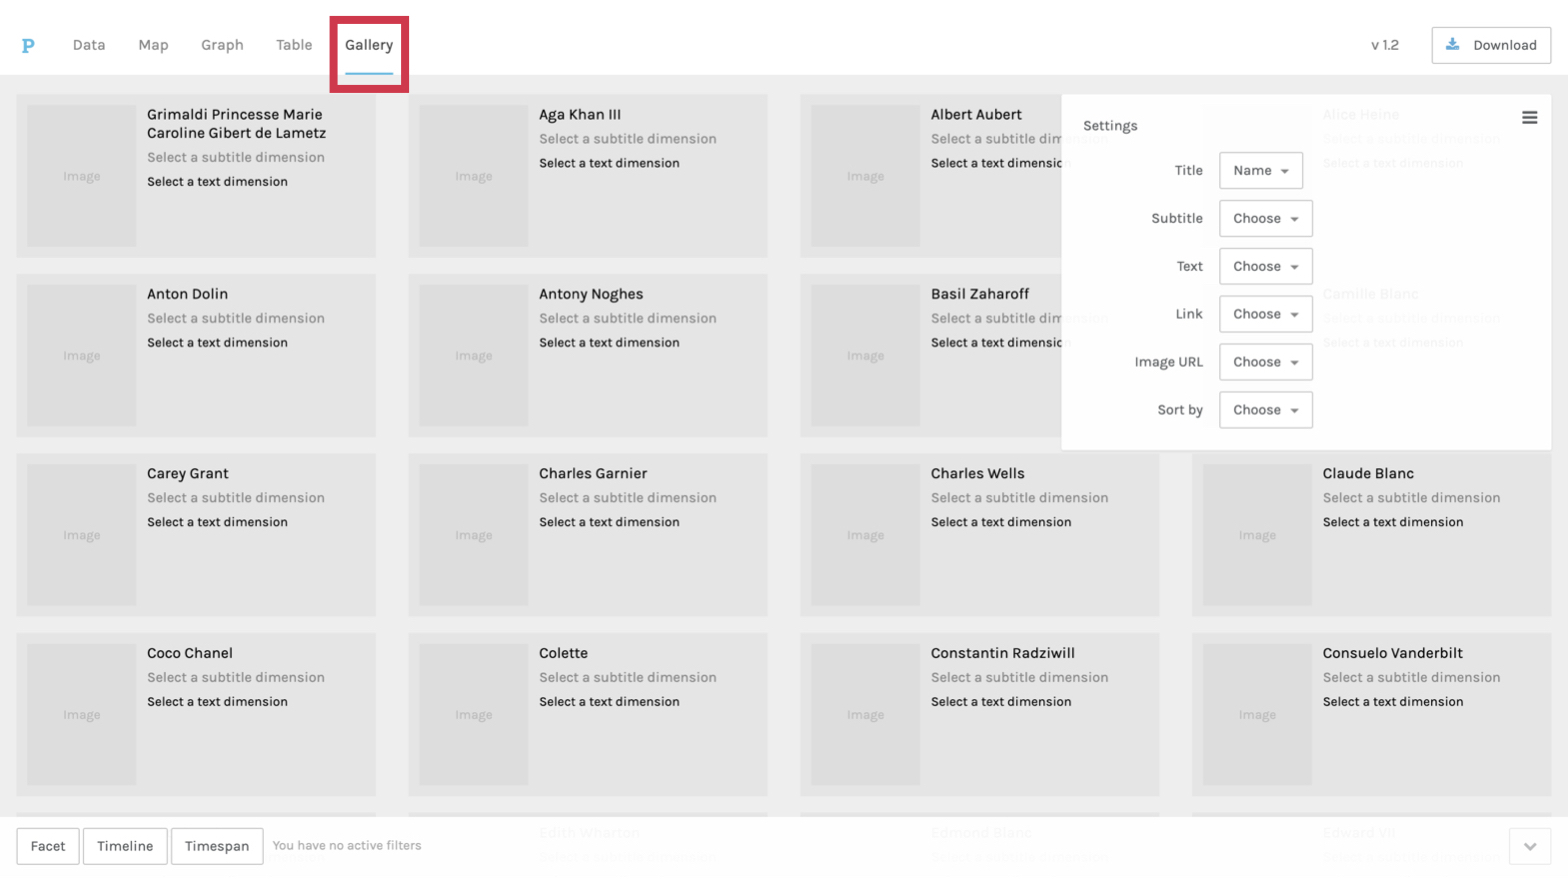 P
Data
Map
Graph
Table
Gallery
v 1.2
Download
Grimaldi Princesse Marie
Caroline Gibert de Lametz
Select a subtitle dimension
Select a text dimension
Image
Aga Khan III
Select a subtitle dimension
Select a text dimension
Image
Albert Aubert
Select a subtitle dimension
Select a text dimension
Image
Alice Heine
Select a subtitle dimension
Select a text dimension
Settings
Title
Name
Subtitle
Choose
Text
Choose
Link
Choose
Image URL
Choose
Sort by
Choose
Anton Dolin
Select a subtitle dimension
Select a text dimension
Image
Antony Noghes
Select a subtitle dimension
Select a text dimension
Image
Basil Zaharoff
Select a subtitle dimension
Select a text dimension
Image
Camille Blanc
Select a subtitle dimension
Select a text dimension
Carey Grant
Select a subtitle dimension
Select a text dimension
Image
Charles Garnier
Select a subtitle dimension
Select a text dimension
Image
Charles Wells
Select a subtitle dimension
Select a text dimension
Image
Claude Blanc
Select a subtitle dimension
Select a text dimension
Image
Coco Chanel
Select a subtitle dimension
Select a text dimension
Image
Colette
Select a subtitle dimension
Select a text dimension
Image
Constantin Radziwill
Select a subtitle dimension
Select a text dimension
Image
Consuelo Vanderbilt
Select a subtitle dimension
Select a text dimension
Image
Edith Wharton
Edmond Blanc
Edward VII
Facet
Timeline
Timespan
You have no active filters